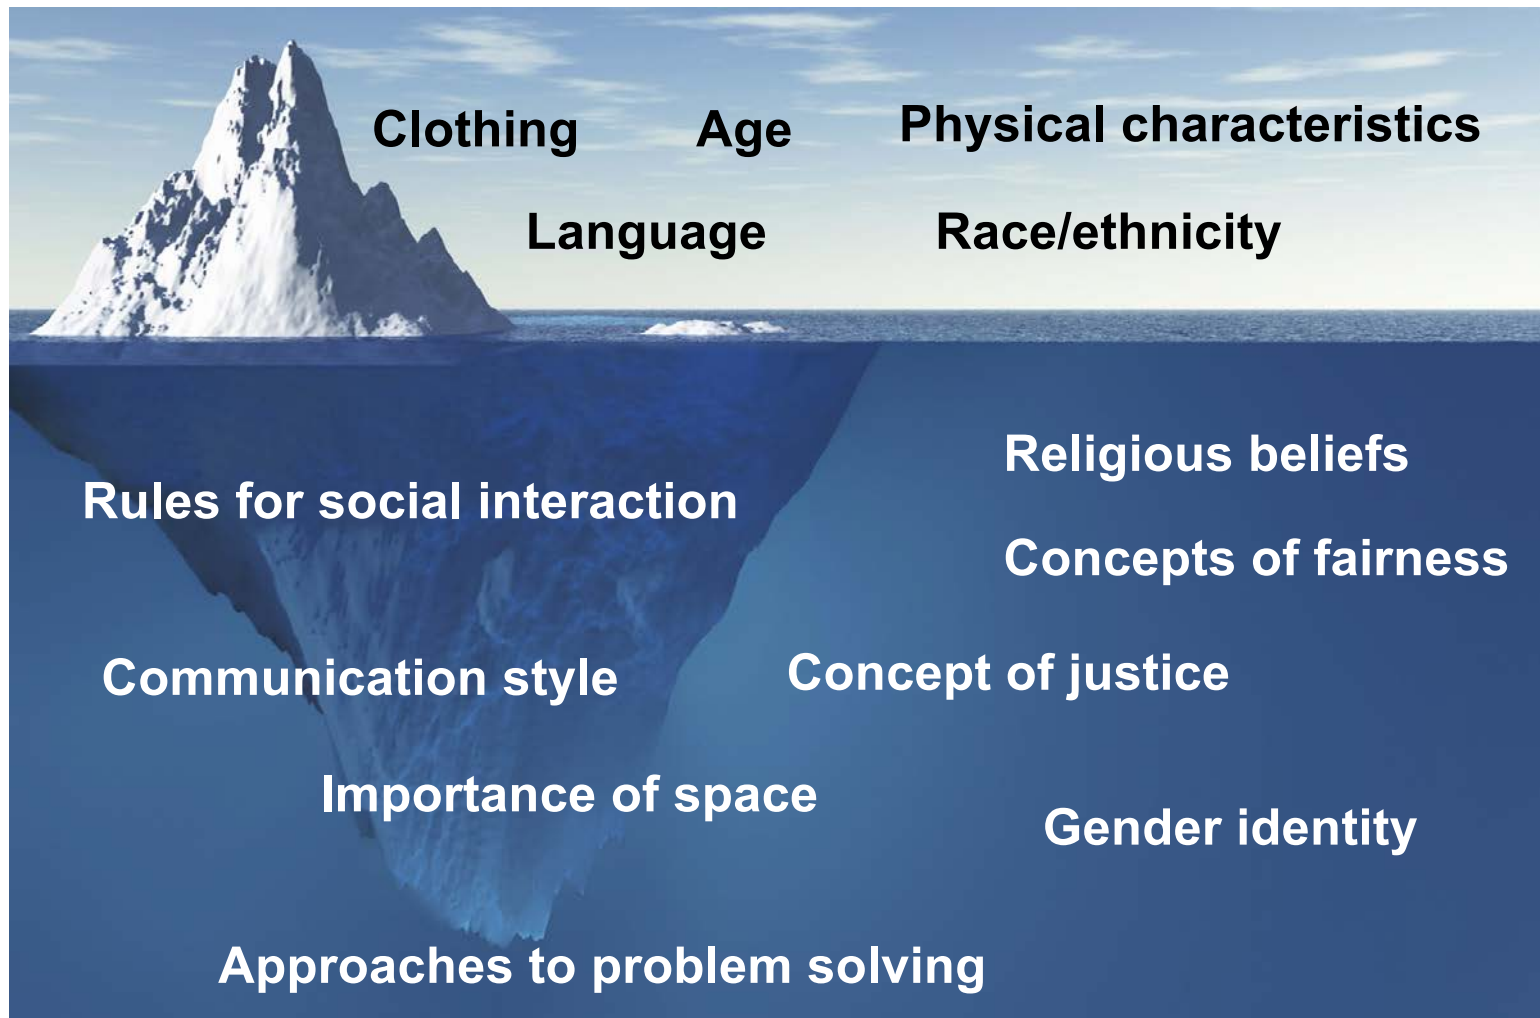 Clothing
Age
Physical characteristics
Language
Race/ethnicity
Religious beliefs
Rules for social interaction
Concepts of fairness
Communication style
Concept of justice
Importance of space
Gender identity
Approaches to problem solving